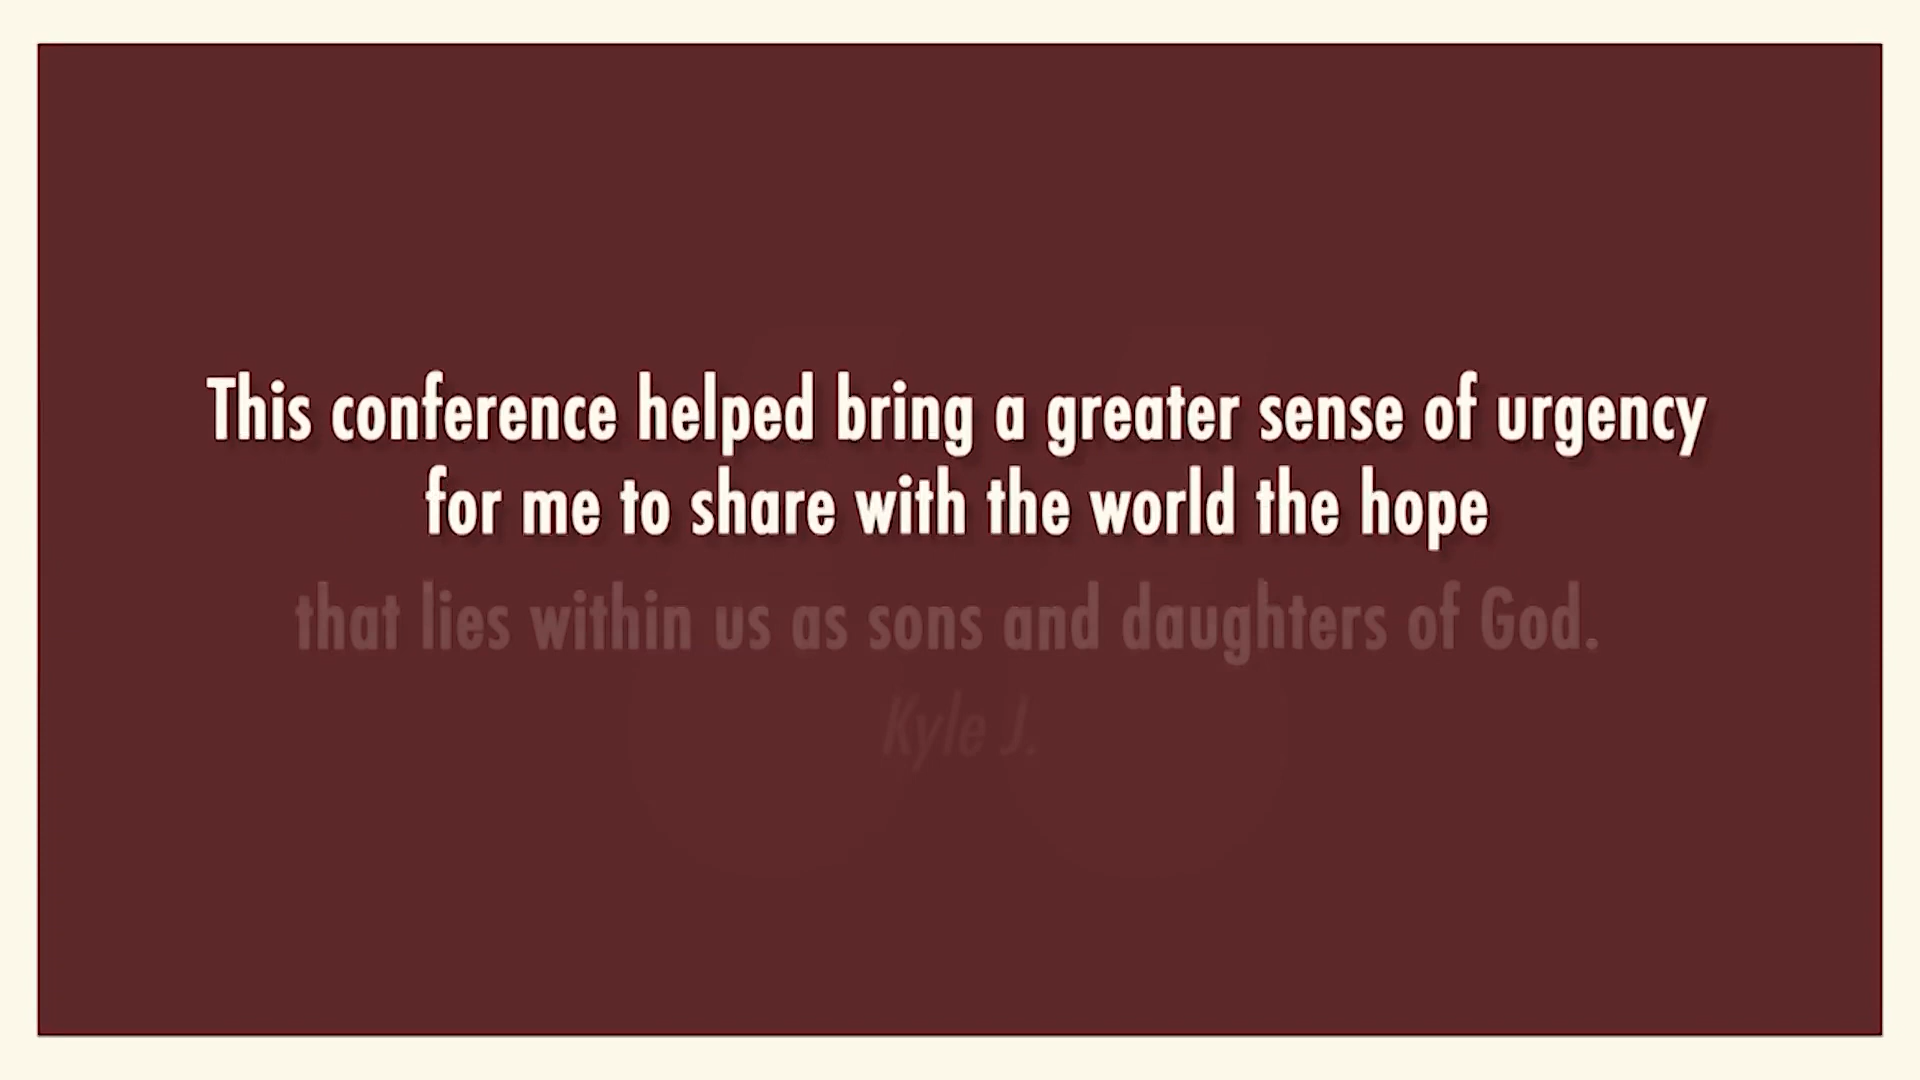 This conference helped bring a greater sense of urgency
for me to share with the world the hope
that lies within us as sons and daughters of God.
Kyle J.